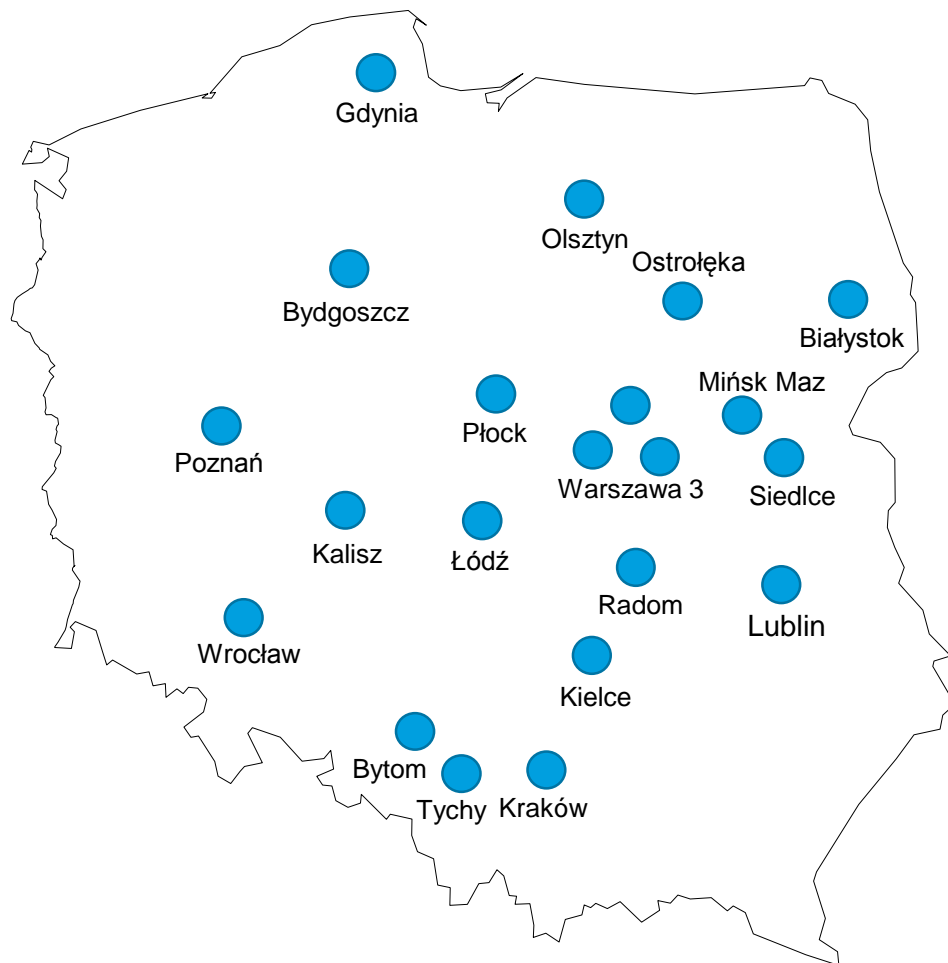 Gdynia
Olsztyn
Ostrołęka
Bydgoszcz
Białystok
Mińsk Maz
Płock
Poznań
Warszawa 3
Siedlce
Kalisz
Łódź
Radom
Lublin
Wrocław
Kielce
Bytom
Tychy
Kraków